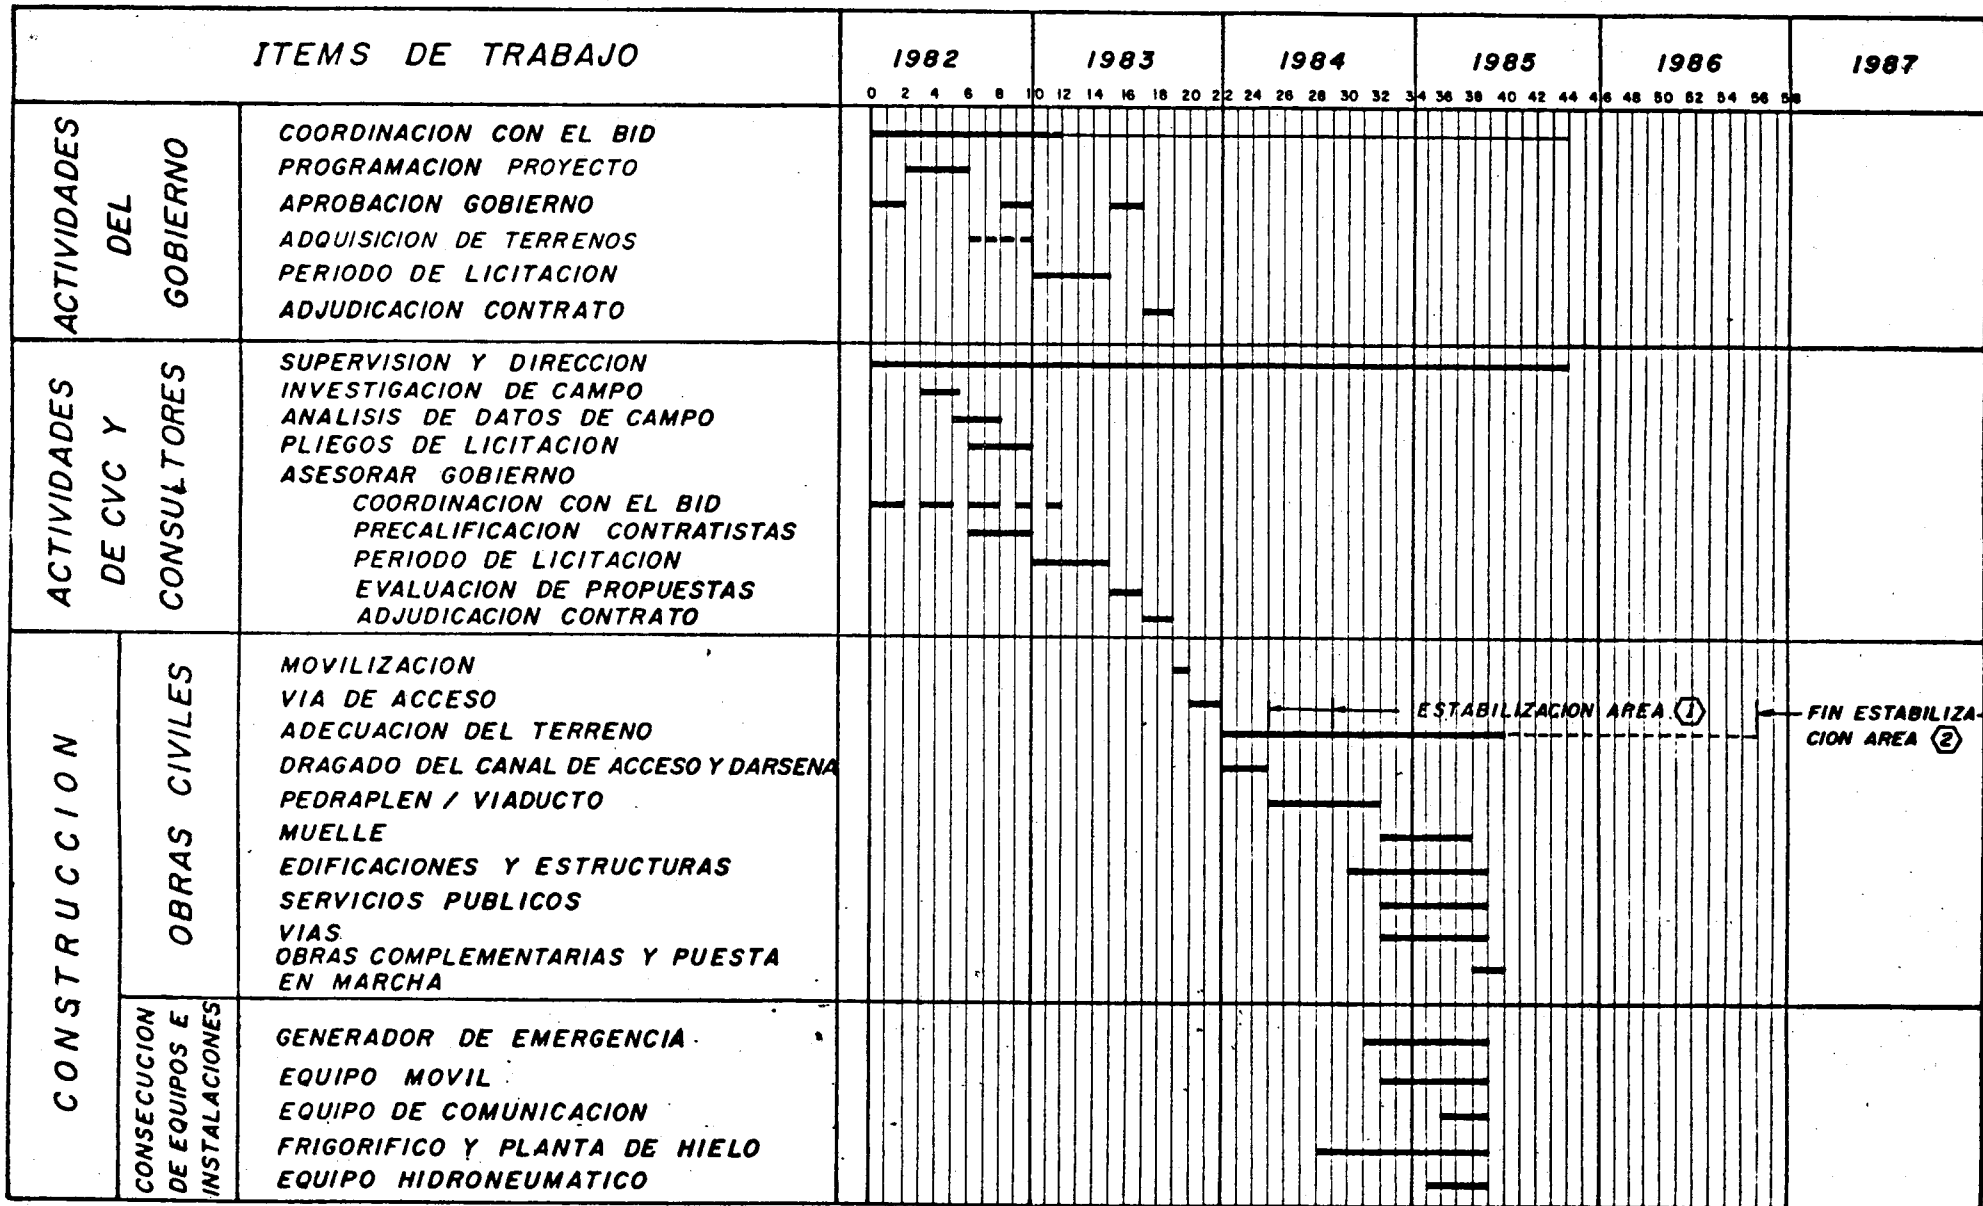 ITEMS DE TRABAJO
1982 1983 1984 1985 1986 1987
0 2 4 6 8 10 12 14 16 18 20 22 24 26 28 30 32 34 36 38 40 42 44 46 48 50 52 54 56 58
ACTIVIDADES
DEL
GOBIERNO
COORDINACION CON EL BID
PROGRAMACION PROYECTO
APROBACION GOBIERNO
ADQUISICION DE TERRENOS
PERIODO DE LICITACION
ADJUDICACION CONTRATO
ACTIVIDADES
DE CVC Y
CONSULTORES
SUPERVISION Y DIRECCION
INVESTIGACION DE CAMPO
ANALISIS DE DATOS DE CAMPO
PLIEGOS DE LICITACION
ASESORAR GOBIERNO
COORDINACION CON EL BID
PRECALIFICACION CONTRATISTAS
PERIODO DE LICITACION
EVALUACION DE PROPUESTAS
ADJUDICACION CONTRATO
CONSTRUCCION
OBRAS CIVILES
MOVILIZACION
VIA DE ACCESO
ADECUACION DEL TERRENO
DRAGADO DEL CANAL DE ACCESO Y DARSENA
PEDRAPLEN / VIADUCTO
MUELLE
EDIFICACIONES Y ESTRUCTURAS
SERVICIOS PUBLICOS
VIAS
OBRAS COMPLEMENTARIAS Y PUESTA
EN MARCHA
ESTABILIZACION AREA 1
FIN ESTABILIZA-
CION AREA 2
CONSECUCION
DE EQUIPOS E
INSTALACIONES
GENERADOR DE EMERGENCIA
EQUIPO MOVIL
EQUIPO DE COMUNICACION
FRIGORIFICO Y PLANTA DE HIELO
EQUIPO HIDRONEUMATICO